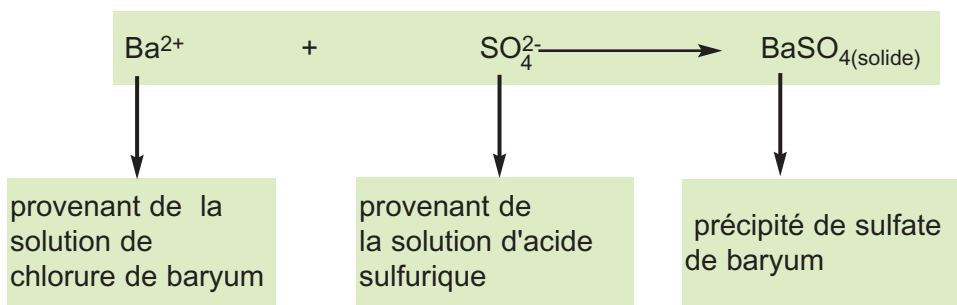 Ba²⁺ + SO₄²⁻ ⟶ BaSO₄(solide)
provenant de la
solution de
chlorure de baryum
provenant de
la solution d'acide
sulfurique
précipité de sulfate
de baryum